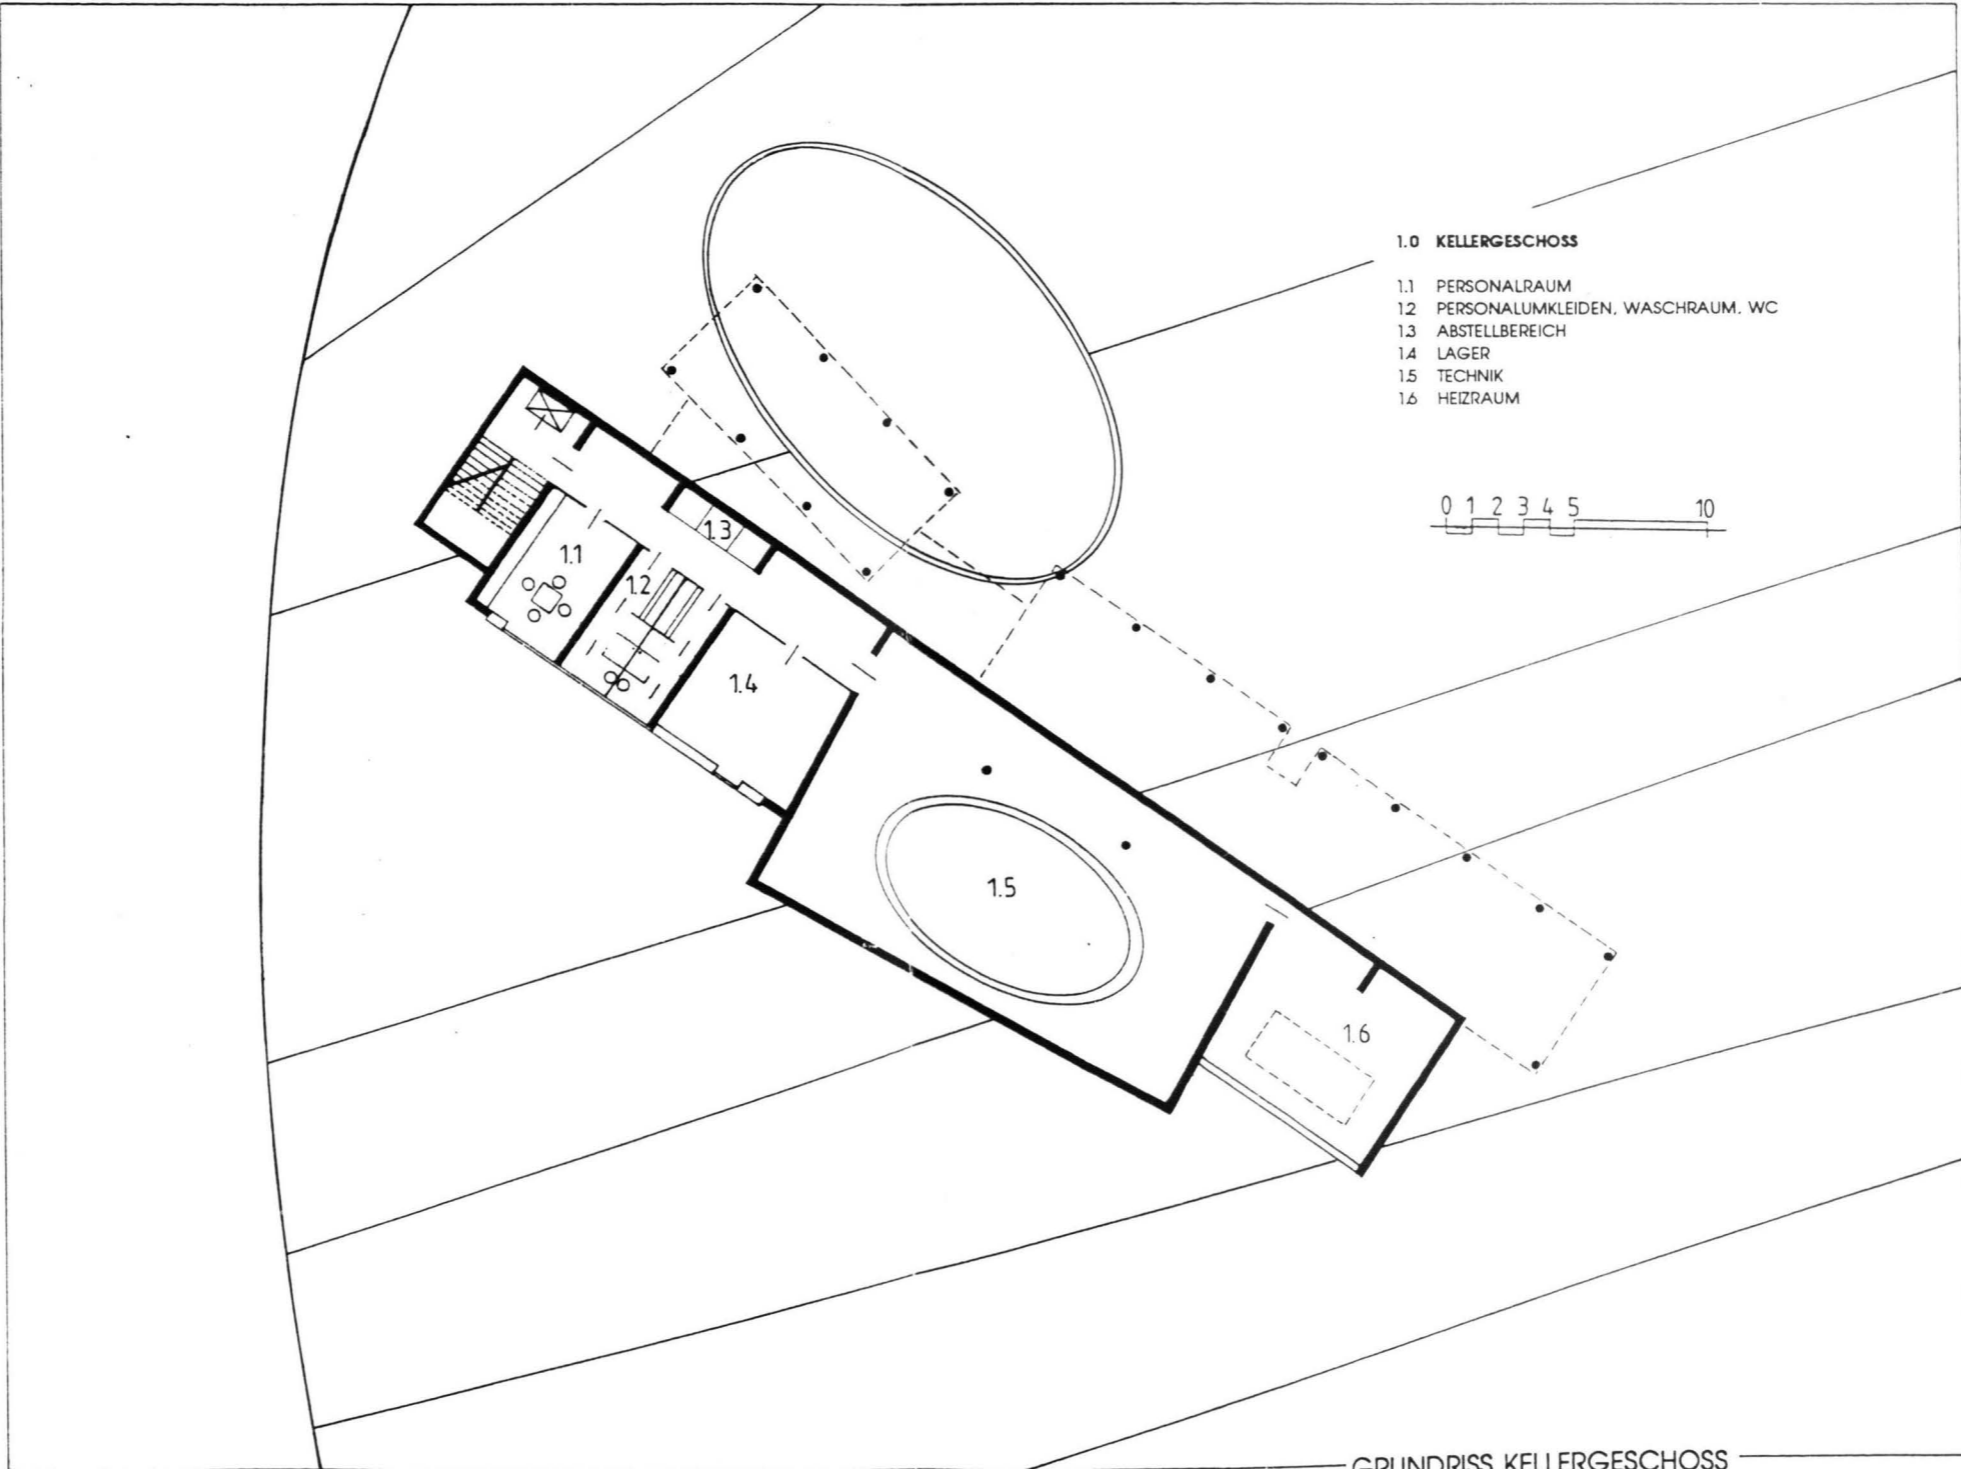 1.0 KELLERGESCHOSS
1.1 PERSONALRAUM
1.2 PERSONALUMKLEIDEN, WASCHRAUM, WC
1.3 ABSTELLBEREICH
1.4 LAGER
1.5 TECHNIK
1.6 HEIZRAUM
0 1 2 3 4 5 10
1.3
1.1
1.2
1.4
1.5
1.6
GRUNDRISS KELLERGESCHOSS